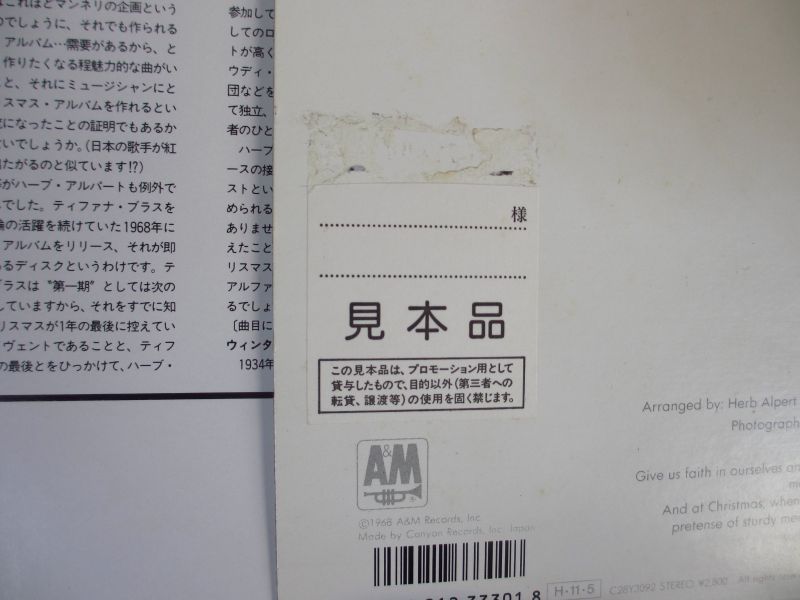 これほどマンネリの企画という
のでしょうに、それでも作られる
アルバム…需要があるから、と
作りたくなる程魅力的な曲がい
こと、それにミュージシャンにと
スマス・アルバムを作れるとい
になったことの証明でもあるか
いでしょうか。(日本の歌手が紅
たがるのと似ています!?)
がハーブ・アルパートも例外で
でした。ティファナ・ブラスを
の活躍を続けていた1968年に
アルバムをリリース、それが即
るディスクというわけです。テ
ブラスは〝第一期〟としては次の
していますから、それをすでに知
リスマスが1年の最後に控えてい
ヴェントであることと、ティフ
の最後とをひっかけて、ハーブ・
参加して
してのロ
トが高く
ウディ・
団などを
て独立、
者のひと
ハーブ
ースの接
ストとい
められる
ありませ
えたこと
リスマス
アルファ
るでしょ
〔曲目に
ウィンタ
1934年
様
見本品
この見本品は、プロモーション用として
貸与したもので、目的以外(第三者への
転貸、譲渡等)の使用を固く禁じます。
A&M
©1968 A&M Records, Inc.
Made by Canyon Records, Inc. Japan
33301 8
H-11-5
C28Y3092 STEREO ¥2,800
All rights
Arranged by: Herb Alpert
Photograph
Give us faith in ourselves an
And at Christmas, when
pretense of sturdy me